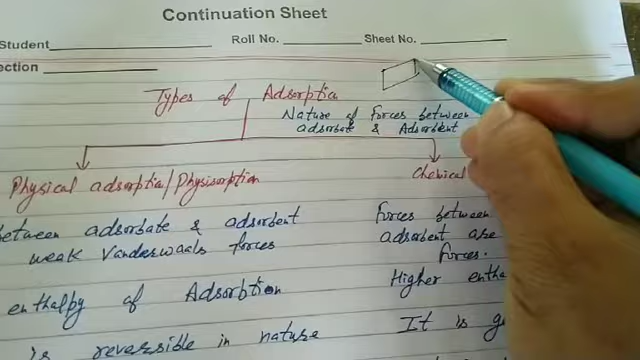 Continuation Sheet
Student Roll No. Sheet No.
ection
Types of Adsorptio
Nature of Forces between
adsorbate & Adsorbent
Physical adsorptio/Physisorption
Chemical
between adsorbate & adsorbent
weak Vanderwaals forces
Forces between
adsorbent are
forces.
enthalpy of Adsorbtion
Higher entha
is reversible in nature
It is g